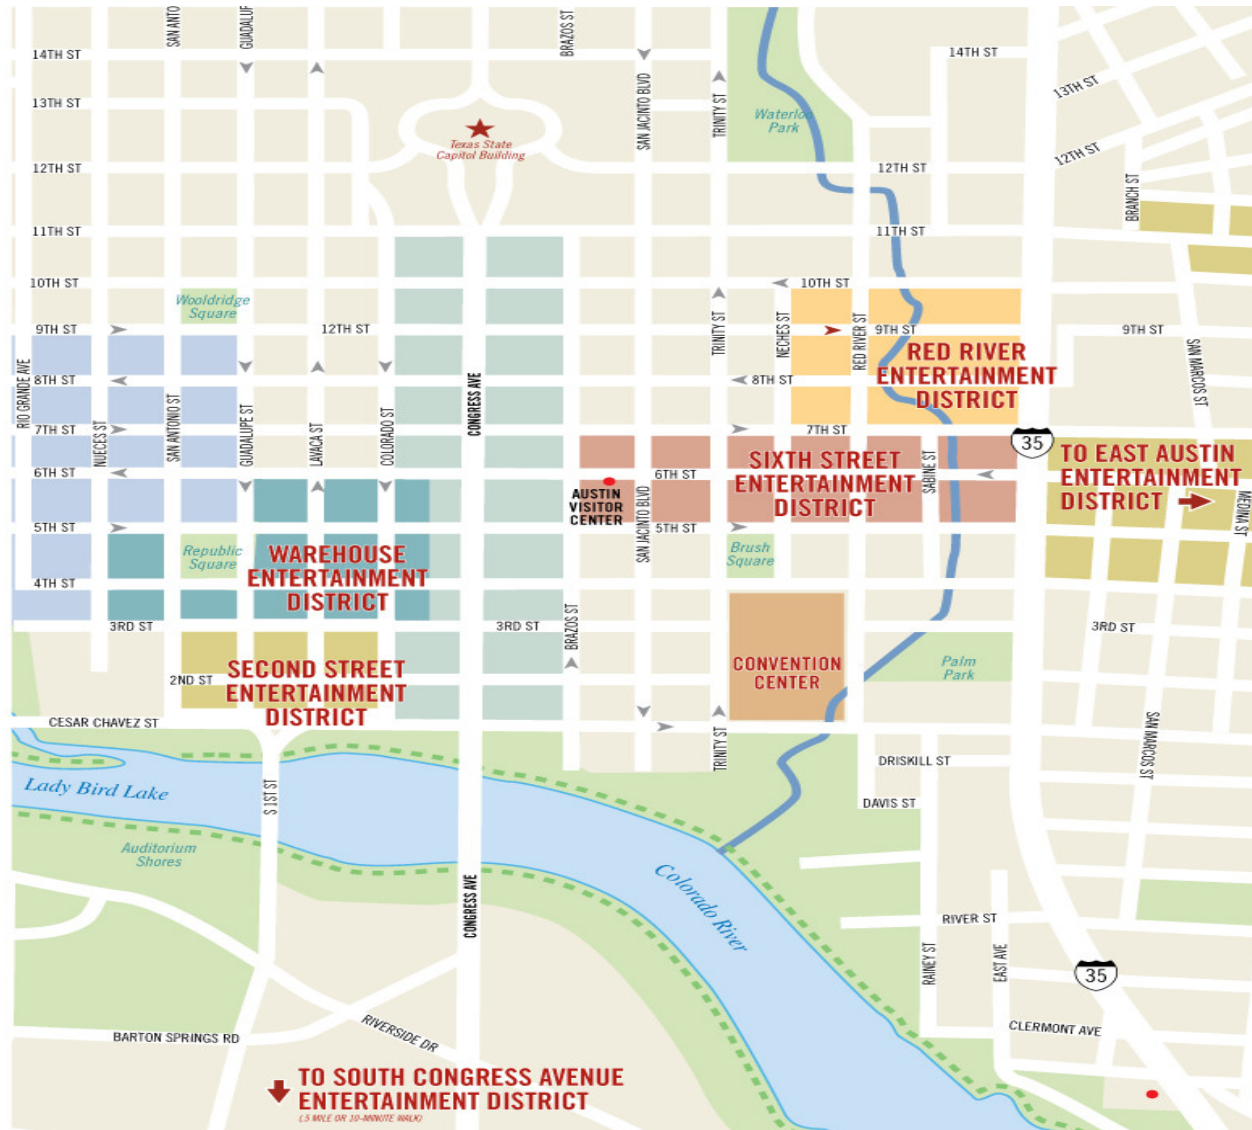 SAN ANTO
GUADALUP
BRAZOS ST
14TH ST
14TH ST
13TH ST
13TH ST
SAN JACINTO BLVD
TRINITY ST
Waterloo
Park
Texas State
Capitol Building
12TH ST
12TH ST
12TH ST
BRANCH ST
11TH ST
11TH ST
10TH ST
10TH ST
Wooldridge
Square
9TH ST
12TH ST
TRINITY ST
NECHES ST
RED RIVER ST
9TH ST
9TH ST
RED RIVER
ENTERTAINMENT
DISTRICT
SAN MARCOS ST
RIO GRANDE AVE
8TH ST
8TH ST
CONGRESS AVE
NUECES ST
SAN ANTONIO ST
GUADALUPE ST
LAVACA ST
COLORADO ST
7TH ST
7TH ST
35
TO EAST AUSTIN
ENTERTAINMENT
DISTRICT
SIXTH STREET
ENTERTAINMENT
DISTRICT
SABINE ST
6TH ST
6TH ST
AUSTIN
VISITOR
CENTER
SAN JACINTO BLVD
MEDINA ST
5TH ST
5TH ST
Republic
Square
WAREHOUSE
ENTERTAINMENT
DISTRICT
Brush
Square
4TH ST
3RD ST
3RD ST
3RD ST
BRAZOS ST
SECOND STREET
ENTERTAINMENT
DISTRICT
2ND ST
CONVENTION
CENTER
Palm
Park
CESAR CHAVEZ ST
TRINITY ST
SAN MARCOS ST
DRISKILL ST
Lady Bird Lake
S 1ST ST
DAVIS ST
Auditorium
Shores
Colorado River
CONGRESS AVE
RIVER ST
RAINEY ST
EAST AVE
35
BARTON SPRINGS RD
RIVERSIDE DR
CLERMONT AVE
TO SOUTH CONGRESS AVENUE
ENTERTAINMENT DISTRICT
(.5 MILE OR 10-MINUTE WALK)